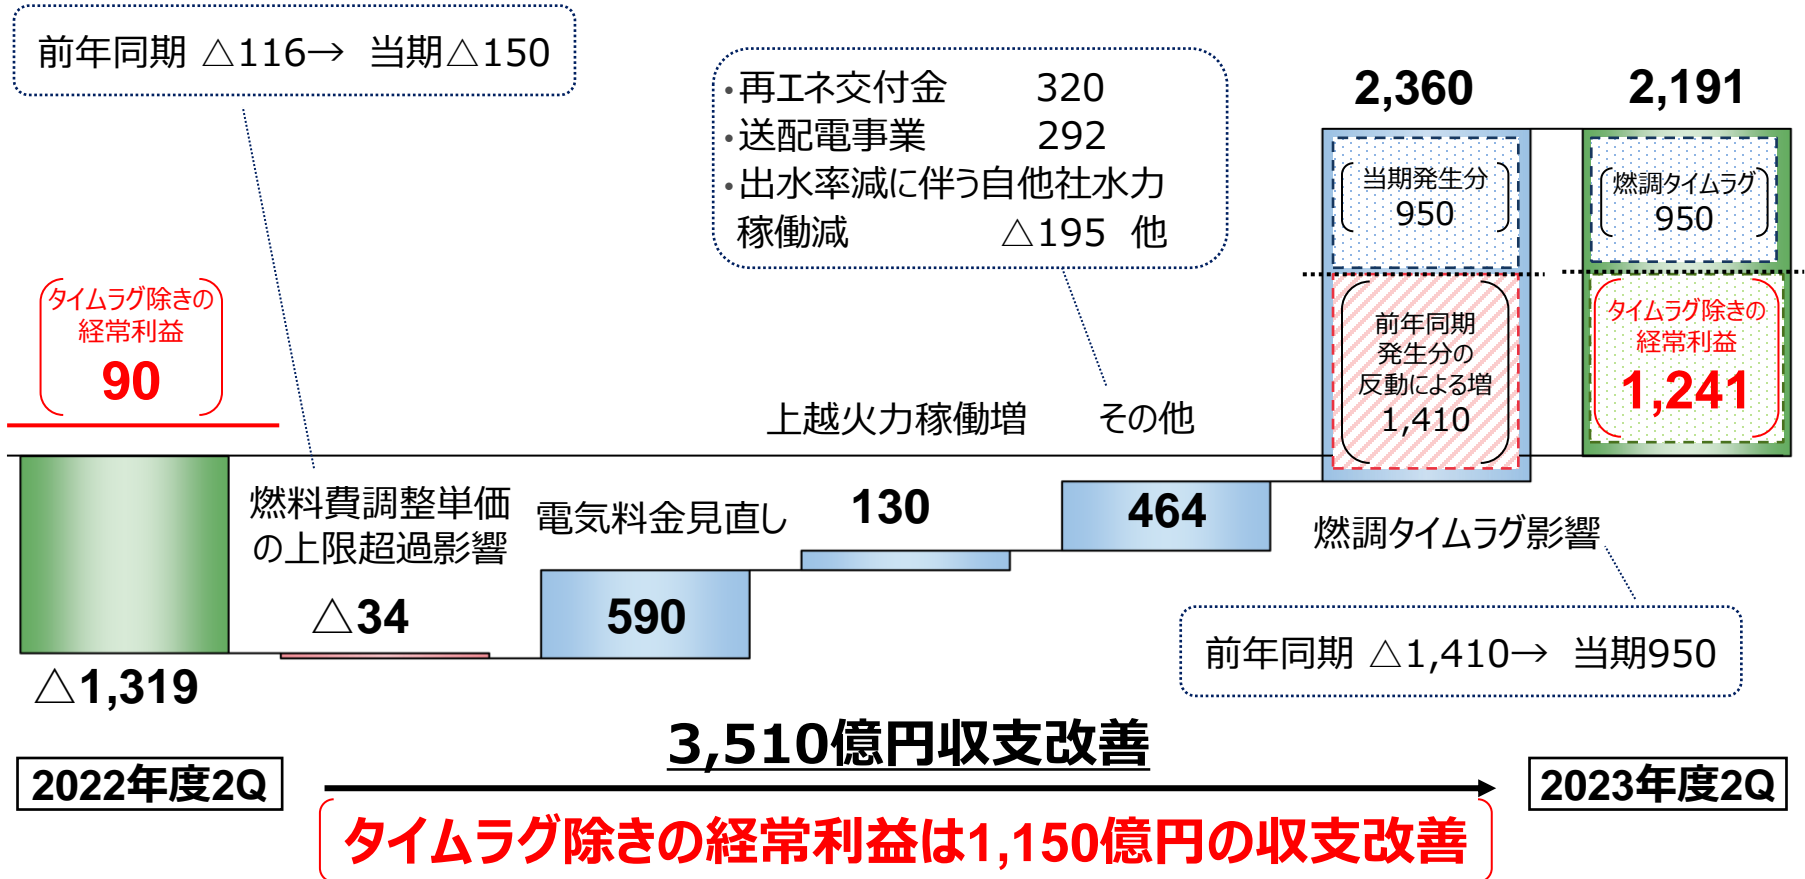 前年同期 △116→ 当期△150
・再エネ交付金 320
・送配電事業 292
・出水率減に伴う自他社水力
稼働減 △195 他
2,360
2,191
当期発生分
950
燃調タイムラグ
950
タイムラグ除きの
経常利益
90
前年同期
発生分の
反動による増
1,410
タイムラグ除きの
経常利益
1,241
上越火力稼働増
その他
燃料費調整単価
の上限超過影響
電気料金見直し
130
464
燃調タイムラグ影響
△34
590
△1,319
前年同期 △1,410→ 当期950
3,510億円収支改善
2022年度2Q
2023年度2Q
タイムラグ除きの経常利益は1,150億円の収支改善